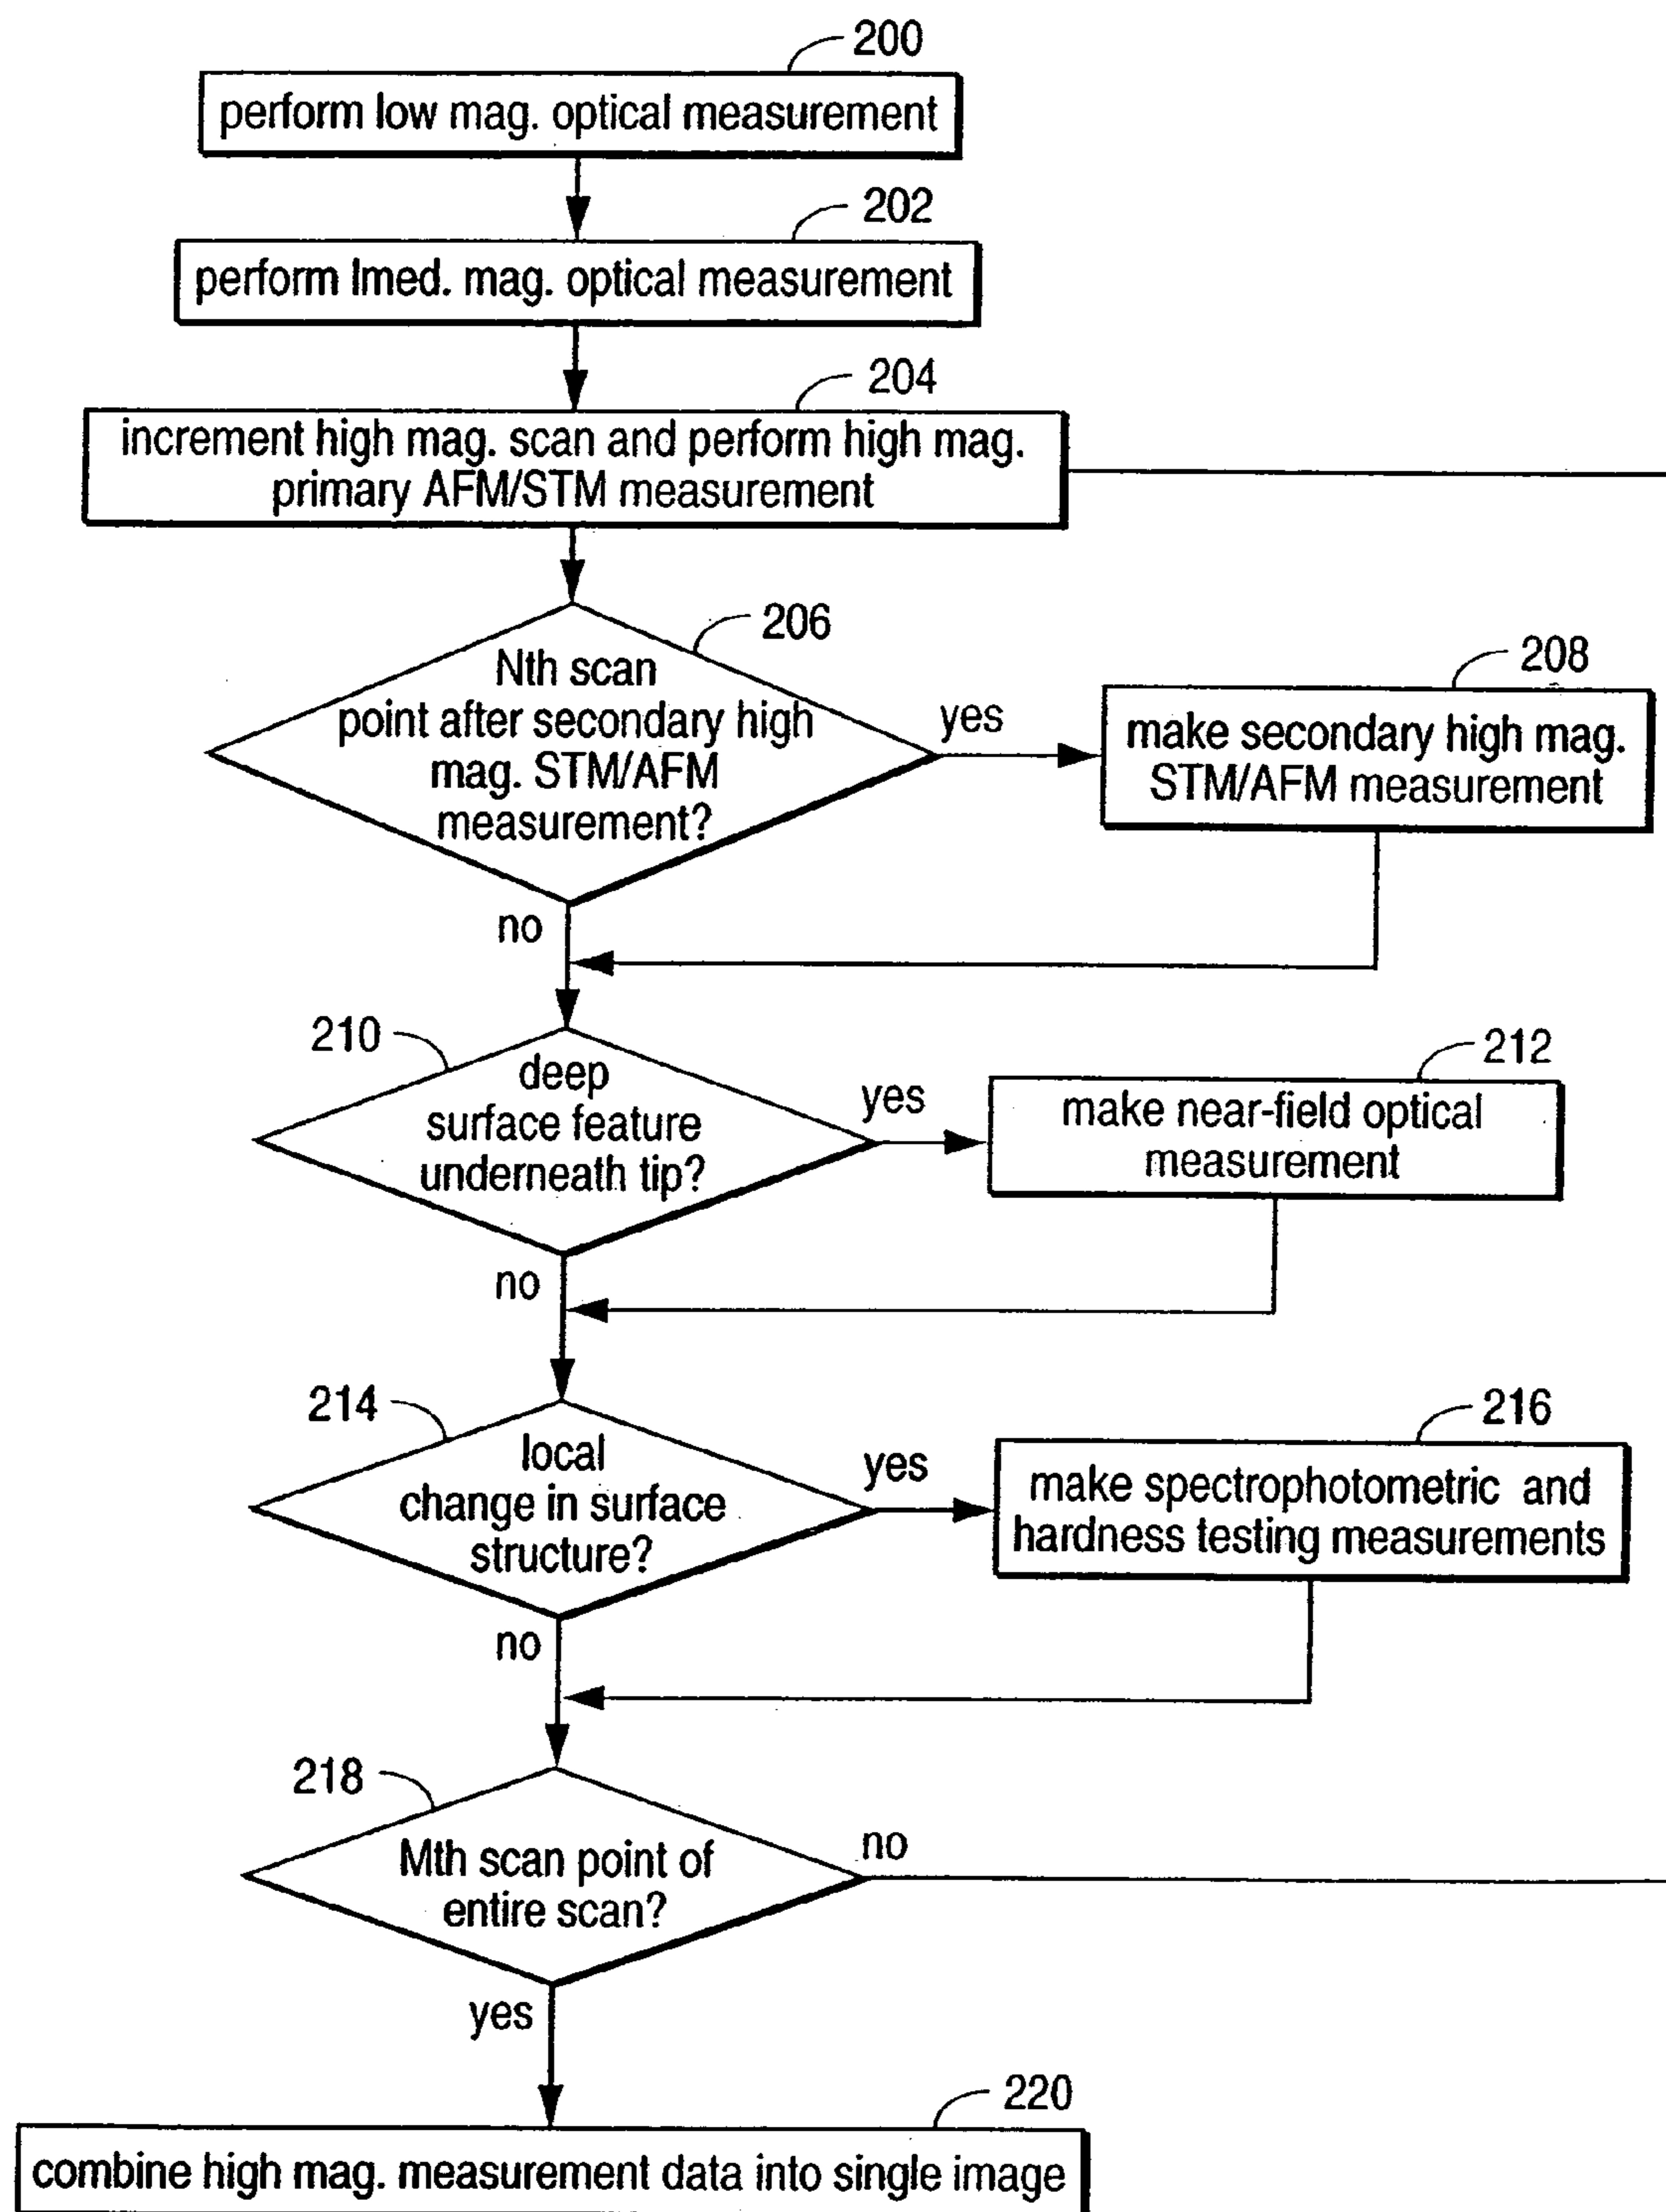 200
perform low mag. optical measurement
202
perform Imed. mag. optical measurement
204
increment high mag. scan and perform high mag.
primary AFM/STM measurement
206
Nth scan
point after secondary high
mag. STM/AFM
measurement?
yes
208
make secondary high mag.
STM/AFM measurement
no
210
deep
surface feature
underneath tip?
yes
212
make near-field optical
measurement
no
214
local
change in surface
structure?
yes
216
make spectrophotometric and
hardness testing measurements
no
218
Mth scan point of
entire scan?
no
yes
220
combine high mag. measurement data into single image